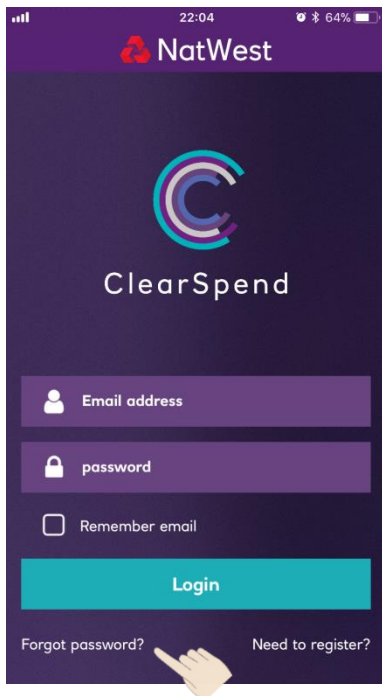 22:04 64%
NatWest
ClearSpend
Email address
password
Remember email
Login
Forgot password? Need to register?